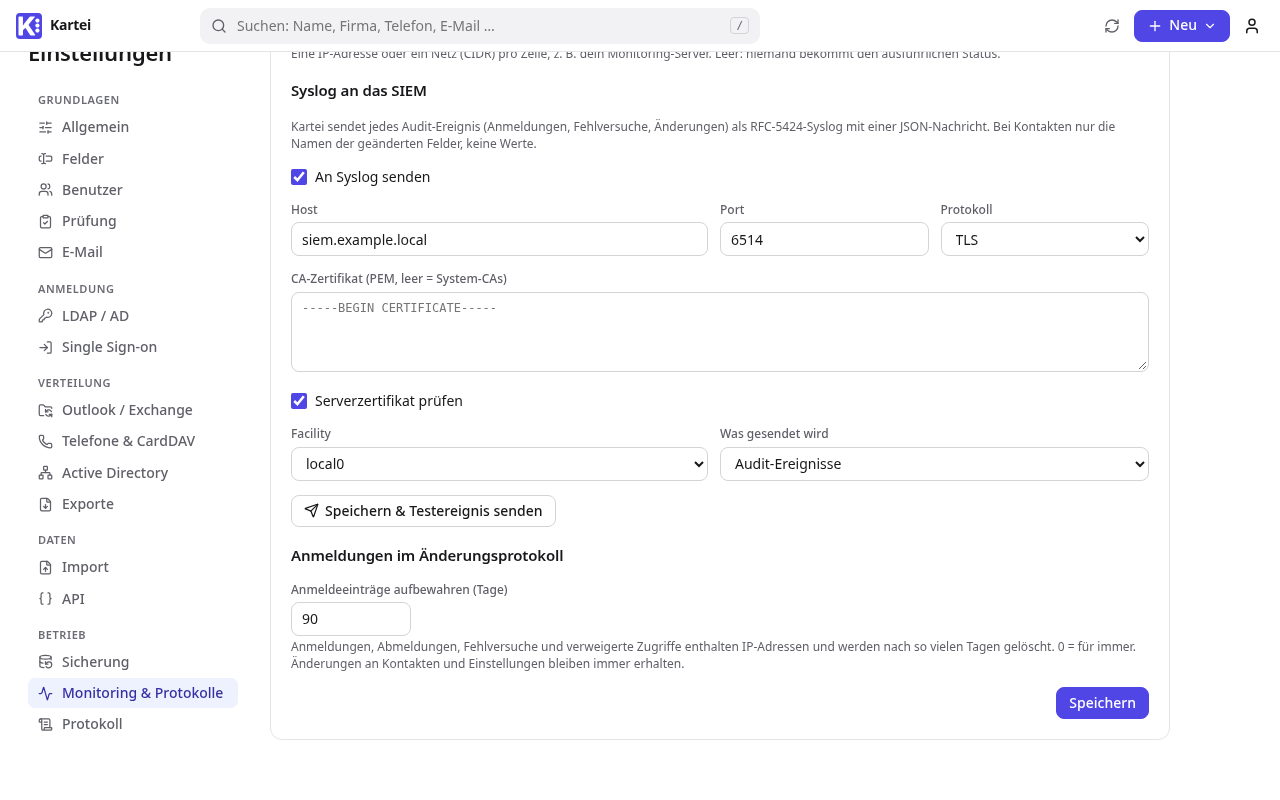 Kartei
Suchen: Name, Firma, Telefon, E-Mail ...
/
Neu
Einstellungen
GRUNDLAGEN
Allgemein
Felder
Benutzer
Prüfung
E-Mail
ANMELDUNG
LDAP / AD
Single Sign-on
VERTEILUNG
Outlook / Exchange
Telefone & CardDAV
Active Directory
Exporte
DATEN
Import
API
BETRIEB
Sicherung
Monitoring & Protokolle
Protokoll
Eine IP-Adresse oder ein Netz (CIDR) pro Zeile, z. B. dein Monitoring-Server. Leer: niemand bekommt den ausführlichen Status.
Syslog an das SIEM
Kartei sendet jedes Audit-Ereignis (Anmeldungen, Fehlversuche, Änderungen) als RFC-5424-Syslog mit einer JSON-Nachricht. Bei Kontakten nur die
Namen der geänderten Felder, keine Werte.
An Syslog senden
Host
Port
Protokoll
siem.example.local
6514
TLS
CA-Zertifikat (PEM, leer = System-CAs)
-----BEGIN CERTIFICATE-----
Serverzertifikat prüfen
Facility
Was gesendet wird
local0
Audit-Ereignisse
Speichern & Testereignis senden
Anmeldungen im Änderungsprotokoll
Anmeldeeinträge aufbewahren (Tage)
90
Anmeldungen, Abmeldungen, Fehlversuche und verweigerte Zugriffe enthalten IP-Adressen und werden nach so vielen Tagen gelöscht. 0 = für immer.
Änderungen an Kontakten und Einstellungen bleiben immer erhalten.
Speichern